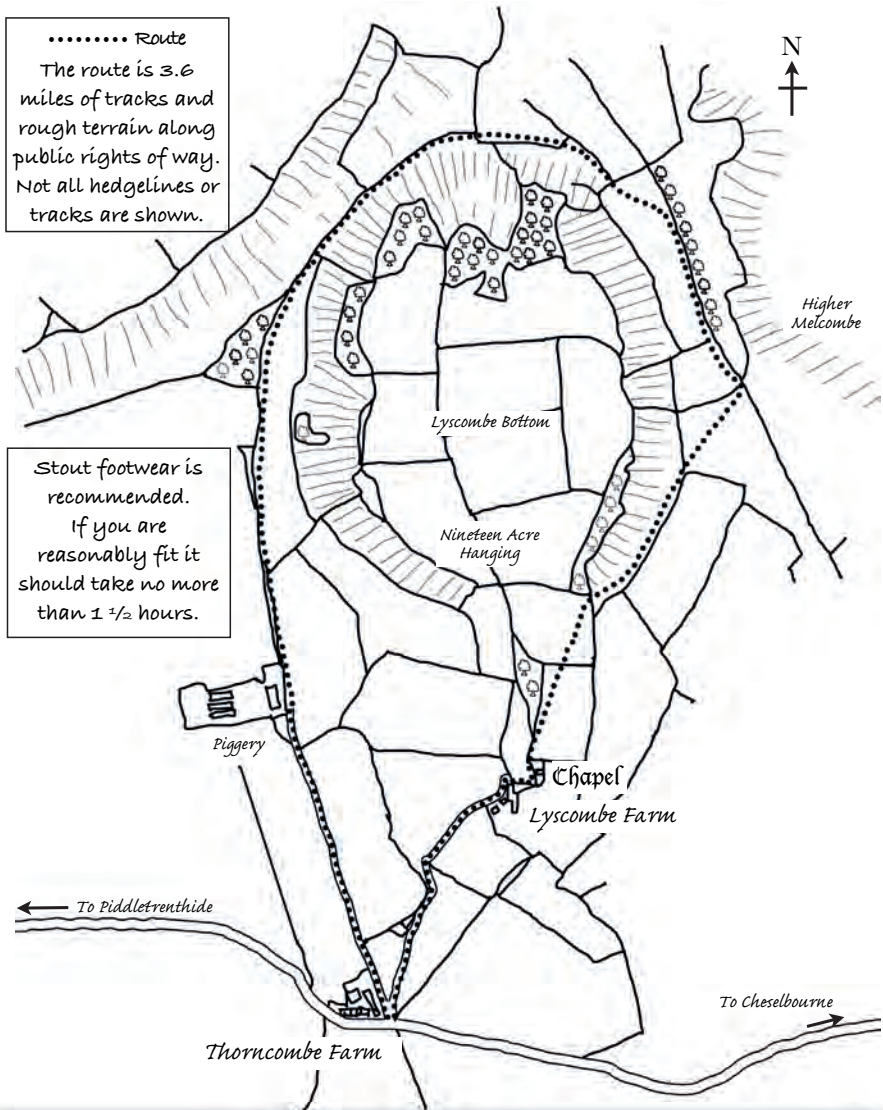 Route
The route is 3.6
miles of tracks and
rough terrain along
public rights of way.
Not all hedgelines or
tracks are shown.
N
Higher
Melcombe
Lyscombe Bottom
Stout footwear is
recommended.
If you are
reasonably fit it
should take no more
than 1 1/2 hours.
Nineteen Acre
Hanging
Piggery
Chapel
Lyscombe Farm
To Piddletrenthide
To Cheselbourne
Thorncombe Farm